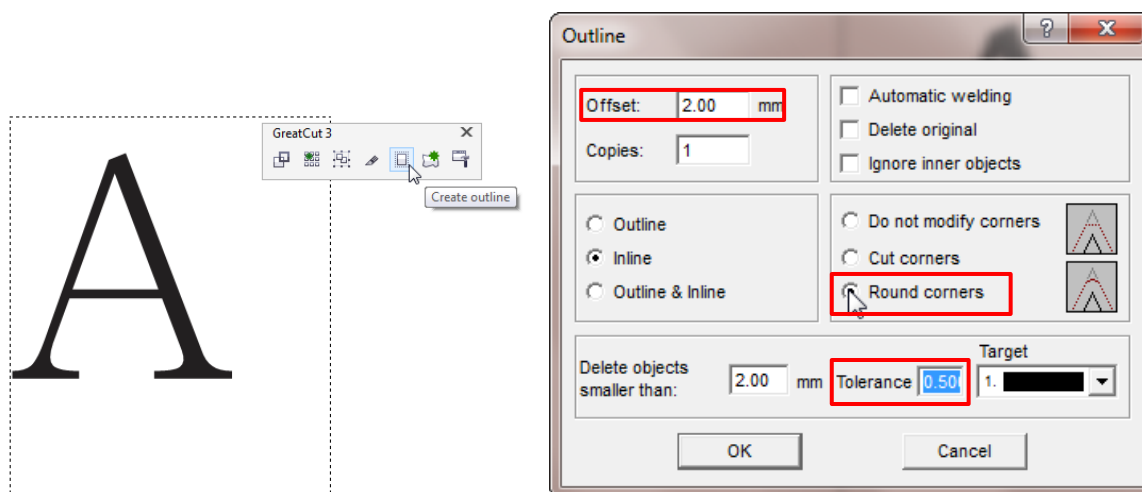 A
GreatCut 3
Create outline
Outline
Offset: 2.00 mm
Copies: 1
Automatic welding
Delete original
Ignore inner objects
Outline
Inline
Outline & Inline
Do not modify corners
Cut corners
Round corners
Delete objects
smaller than: 2.00 mm
Tolerance 0.500
Target
1.
OK
Cancel